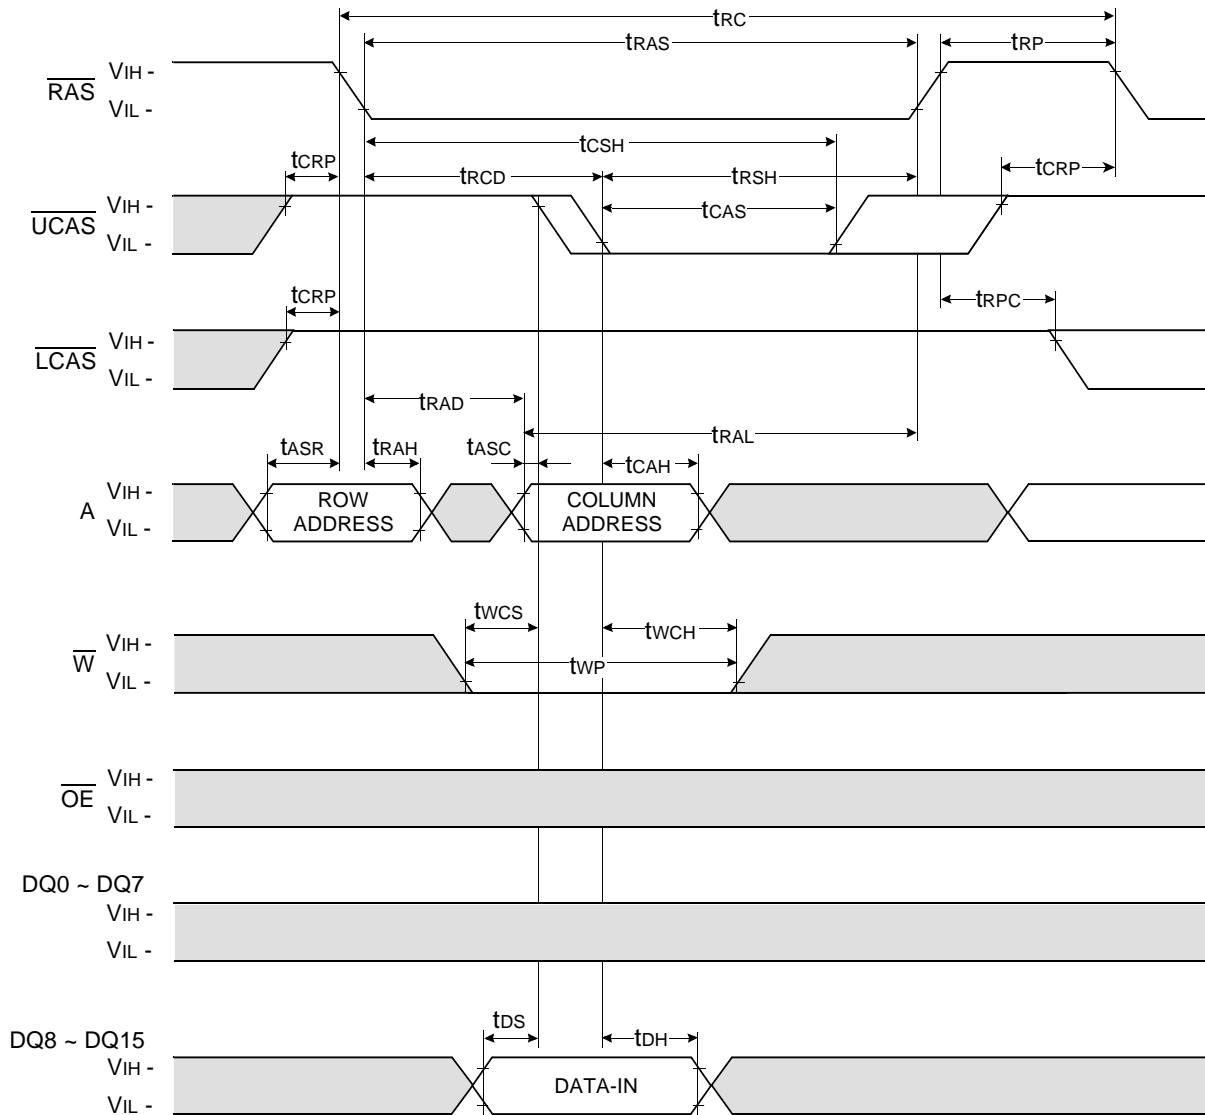 tRC
tRAS
tRP
RAS
VIH -
VIL -
tCSH
tCRP
tRCD
tRSH
tCRP
UCAS
VIH -
VIL -
tCAS
tCRP
tRPC
LCAS
VIH -
VIL -
tRAD
tRAL
tASR
tRAH
tASC
tCAH
A
VIH -
VIL -
ROW
ADDRESS
COLUMN
ADDRESS
tWCS
tWCH
W
VIH -
VIL -
tWP
OE
VIH -
VIL -
DQ0 ~ DQ7
VIH -
VIL -
tDS
tDH
DQ8 ~ DQ15
VIH -
VIL -
DATA-IN